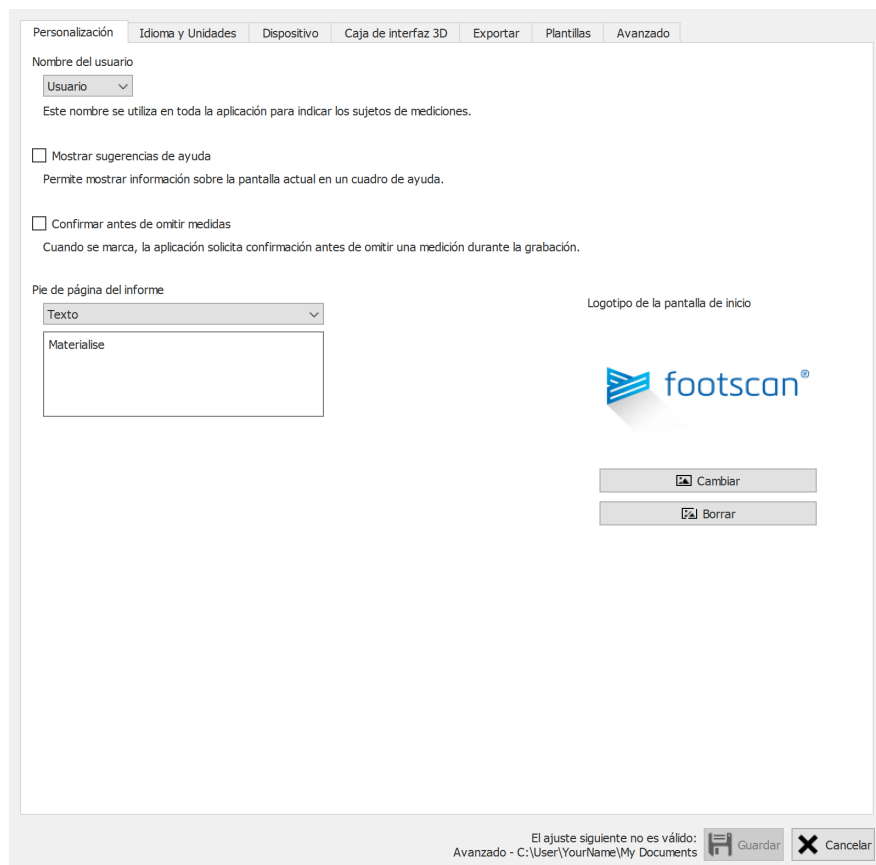 Personalización Idioma y Unidades Dispositivo Caja de interfaz 3D Exportar Plantillas Avanzado
Nombre del usuario
Usuario
Este nombre se utiliza en toda la aplicación para indicar los sujetos de mediciones.
Mostrar sugerencias de ayuda
Permite mostrar información sobre la pantalla actual en un cuadro de ayuda.
Confirmar antes de omitir medidas
Cuando se marca, la aplicación solicita confirmación antes de omitir una medición durante la grabación.
Pie de página del informe
Texto
Materialise
Logotipo de la pantalla de inicio
footscan®
Cambiar
Borrar
El ajuste siguiente no es válido:
Avanzado - C:\User\YourName\My Documents
Guardar
Cancelar